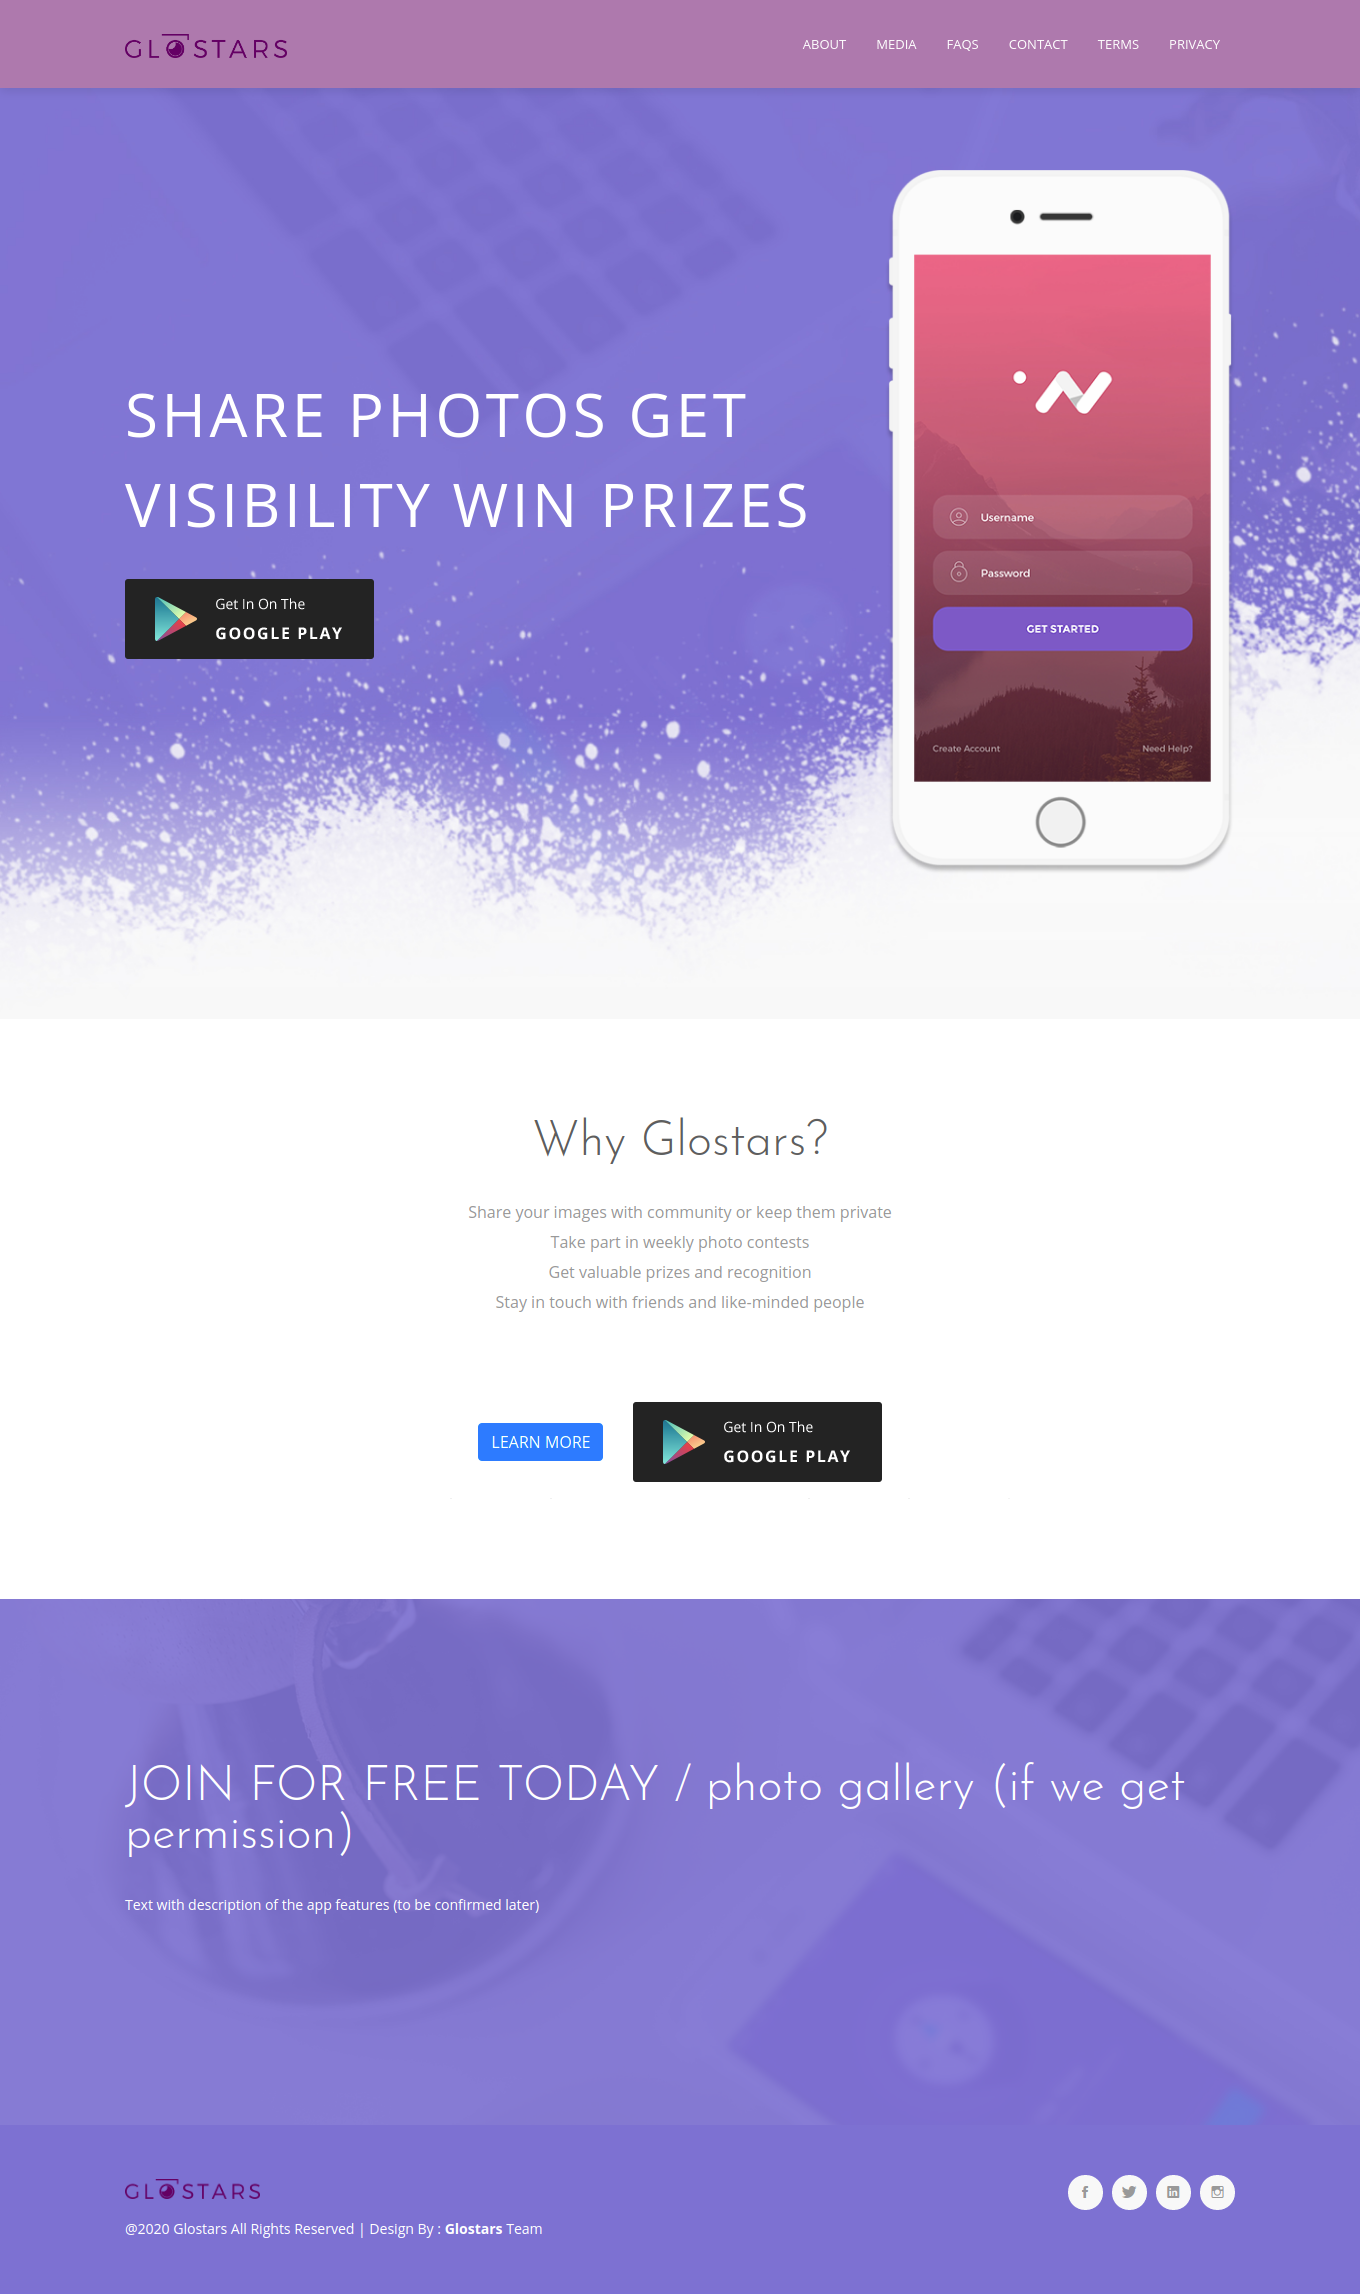 GLOSTARS
ABOUT MEDIA FAQS CONTACT TERMS PRIVACY
SHARE PHOTOS GET
VISIBILITY WIN PRIZES
Get In On The
GOOGLE PLAY
Username
Password
GET STARTED
Create Account Need Help?
Why Glostars?
Share your images with community or keep them private
Take part in weekly photo contests
Get valuable prizes and recognition
Stay in touch with friends and like-minded people
LEARN MORE
Get In On The
GOOGLE PLAY
JOIN FOR FREE TODAY / photo gallery (if we get
permission)
Text with description of the app features (to be confirmed later)
GLOSTARS
@2020 Glostars All Rights Reserved | Design By : Glostars Team